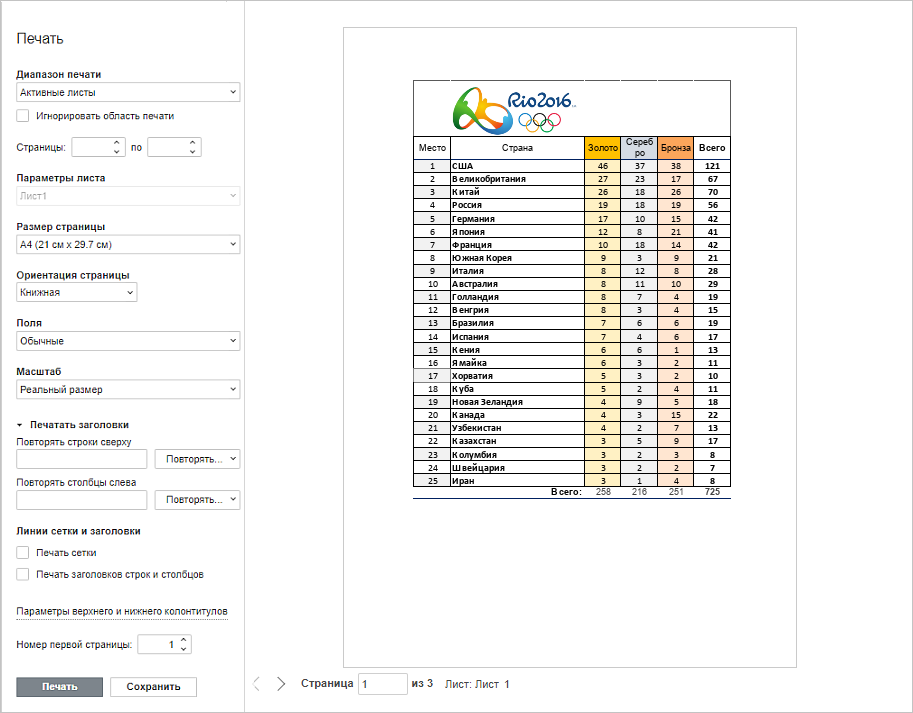 Печать
Диапазон печати
Активные листы
Игнорировать область печати
Страницы: по
Параметры листа
Лист1
Размер страницы
A4 (21 см x 29.7 см)
Ориентация страницы
Книжная
Поля
Обычные
Масштаб
Реальный размер
Печатать заголовки
Повторять строки сверху
Повторять...
Повторять столбцы слева
Повторять...
Линии сетки и заголовки
Печать сетки
Печать заголовков строк и столбцов
Параметры верхнего и нижнего колонтитулов
Номер первой страницы: 1
Печать Сохранить
Rio2016
Место Страна Золото Сереб Бронза Всего
ро
1 США 46 37 38 121
2 Великобритания 27 23 17 67
3 Китай 26 18 26 70
4 Россия 19 18 19 56
5 Германия 17 10 15 42
6 Япония 12 8 21 41
7 Франция 10 18 14 42
8 Южная Корея 9 3 9 21
9 Италия 8 12 8 28
10 Австралия 8 11 10 29
11 Голландия 8 7 4 19
12 Венгрия 8 3 4 15
13 Бразилия 7 6 6 19
14 Испания 7 4 6 17
15 Кения 6 6 1 13
16 Ямайка 6 3 2 11
17 Хорватия 5 3 2 10
18 Куба 5 2 4 11
19 Новая Зеландия 4 9 5 18
20 Канада 4 3 15 22
21 Узбекистан 4 2 7 13
22 Казахстан 3 5 9 17
23 Колумбия 3 2 3 8
24 Швейцария 3 2 2 7
25 Иран 3 1 4 8
Всего: 258 216 251 725
Страница 1 из 3 Лист: Лист 1